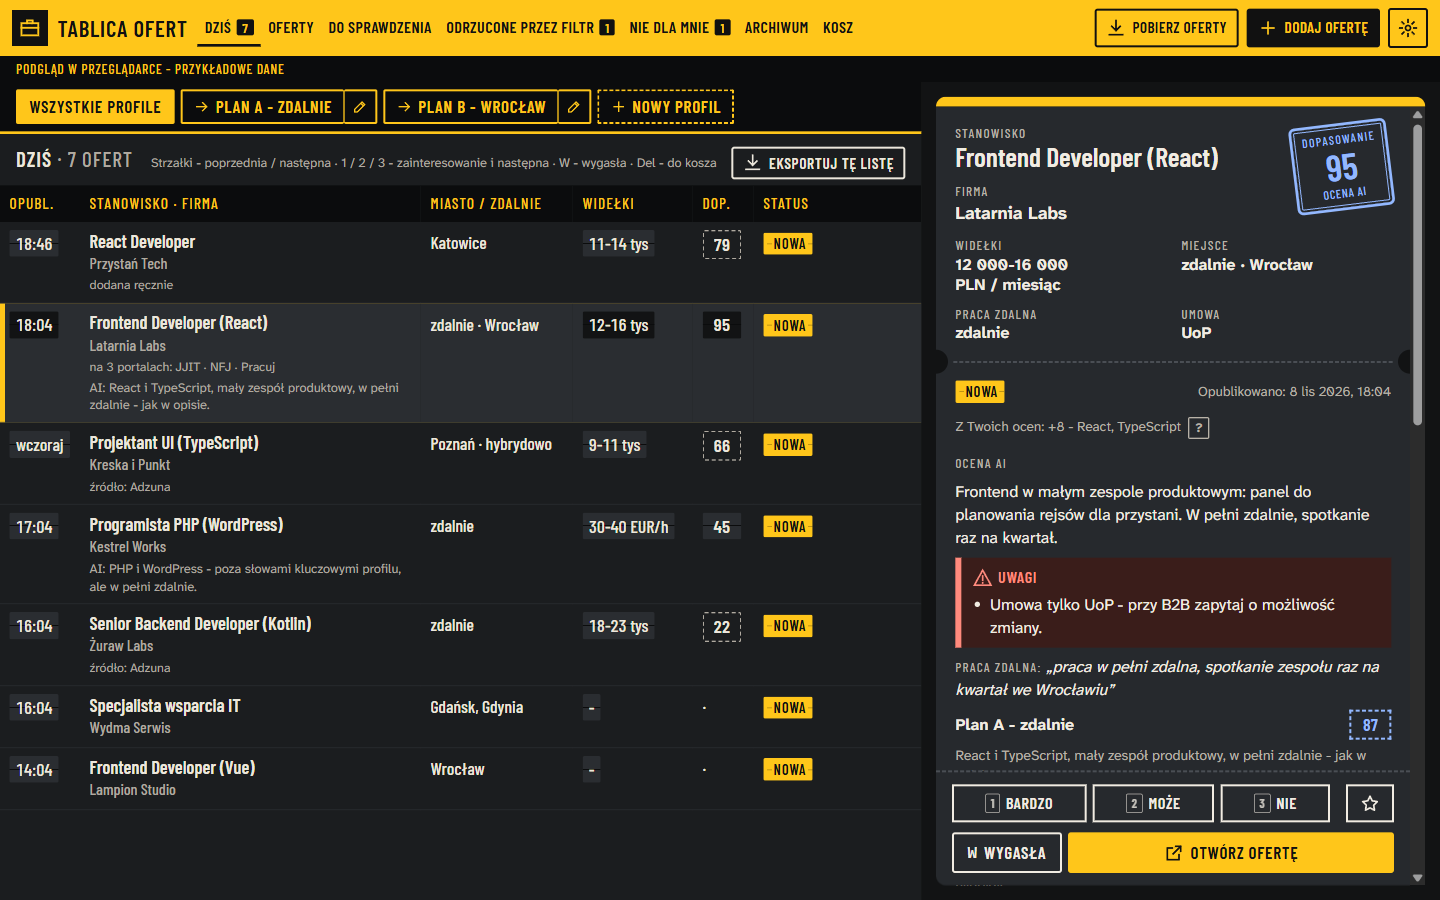 TABLICA OFERT
DZIŚ 7
OFERTY
DO SPRAWDZENIA
ODRZUCONE PRZEZ FILTR 1
NIE DLA MNIE 1
ARCHIWUM
KOSZ
POBIERZ OFERTY
DODAJ OFERTĘ
PODGLĄD W PRZEGLĄDARCE - PRZYKŁADOWE DANE
WSZYSTKIE PROFILE
PLAN A - ZDALNIE
PLAN B - WROCŁAW
NOWY PROFIL
DZIŚ · 7 OFERT
Strzałki - poprzednia / następna · 1 / 2 / 3 - zainteresowanie i następna · W - wygasła · Del - do kosza
EKSPORTUJ TĘ LISTĘ
OPUBL. STANOWISKO · FIRMA MIASTO / ZDALNIE WIDEŁKI DOP. STATUS
18:46 React Developer Katowice 11-14 tys 79 NOWA
Przystań Tech
dodana ręcznie
18:04 Frontend Developer (React) zdalnie · Wrocław 12-16 tys 95 NOWA
Latarnia Labs
na 3 portalach: JJIT · NFJ · Pracuj
AI: React i TypeScript, mały zespół produktowy, w pełni
zdalnie - jak w opisie.
wczoraj Projektant UI (TypeScript) Poznań · hybrydowo 9-11 tys 66 NOWA
Kreska i Punkt
źródło: Adzuna
17:04 Programista PHP (WordPress) zdalnie 30-40 EUR/h 45 NOWA
Kestrel Works
AI: PHP i WordPress - poza słowami kluczowymi profilu,
ale w pełni zdalnie.
16:04 Senior Backend Developer (Kotlin) zdalnie 18-23 tys 22 NOWA
Żuraw Labs
źródło: Adzuna
16:04 Specjalista wsparcia IT Gdańsk, Gdynia - · NOWA
Wydma Serwis
14:04 Frontend Developer (Vue) Wrocław - · NOWA
Lampion Studio
STANOWISKO
Frontend Developer (React)
DOPASOWANIE
95
OCENA AI
FIRMA
Latarnia Labs
WIDEŁKI MIEJSCE
12 000-16 000 zdalnie · Wrocław
PLN / miesiąc
PRACA ZDALNA UMOWA
zdalnie UoP
NOWA Opublikowano: 8 lis 2026, 18:04
Z Twoich ocen: +8 - React, TypeScript ?
OCENA AI
Frontend w małym zespole produktowym: panel do
planowania rejsów dla przystani. W pełni zdalnie, spotkanie
raz na kwartał.
UWAGI
• Umowa tylko UoP - przy B2B zapytaj o możliwość
zmiany.
PRACA ZDALNA: „praca w pełni zdalna, spotkanie zespołu raz na
kwartał we Wrocławiu”
Plan A - zdalnie 87
React i TypeScript, mały zespół produktowy, w pełni zdalnie - jak w
1 BARDZO
2 MOŻE
3 NIE
W WYGASŁA
OTWÓRZ OFERTĘ